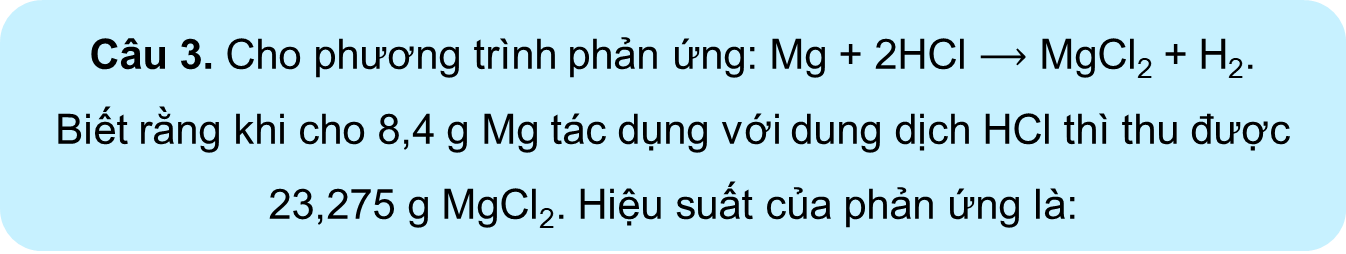 Câu 3. Cho phương trình phản ứng: Mg + 2HCl ⟶ MgCl₂ + H₂.
Biết rằng khi cho 8,4 g Mg tác dụng với dung dịch HCl thì thu được
23,275 g MgCl₂. Hiệu suất của phản ứng là: